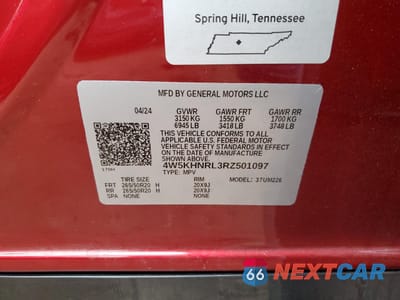 Spring Hill, Tennessee
MFD BY GENERAL MOTORS LLC
04/24 GVWR GAWR FRT GAWR RR
3150 KG 1550 KG 1700 KG
6945 LB 3418 LB 3748 LB
THIS VEHICLE CONFORMS TO ALL
APPLICABLE U.S. FEDERAL MOTOR
VEHICLE SAFETY STANDARDS IN EFFECT ON
THE DATE OF MANUFACTURE SHOWN ABOVE.
4W5KHNRL3RZ501097
TYPE: MPV MODEL: 37UM226
TIRE SIZE RIM
FRT 265/50R20 H 20X9J
RR 265/50R20 H 20X9J
SPA NONE NONE
66 NEXTCAR